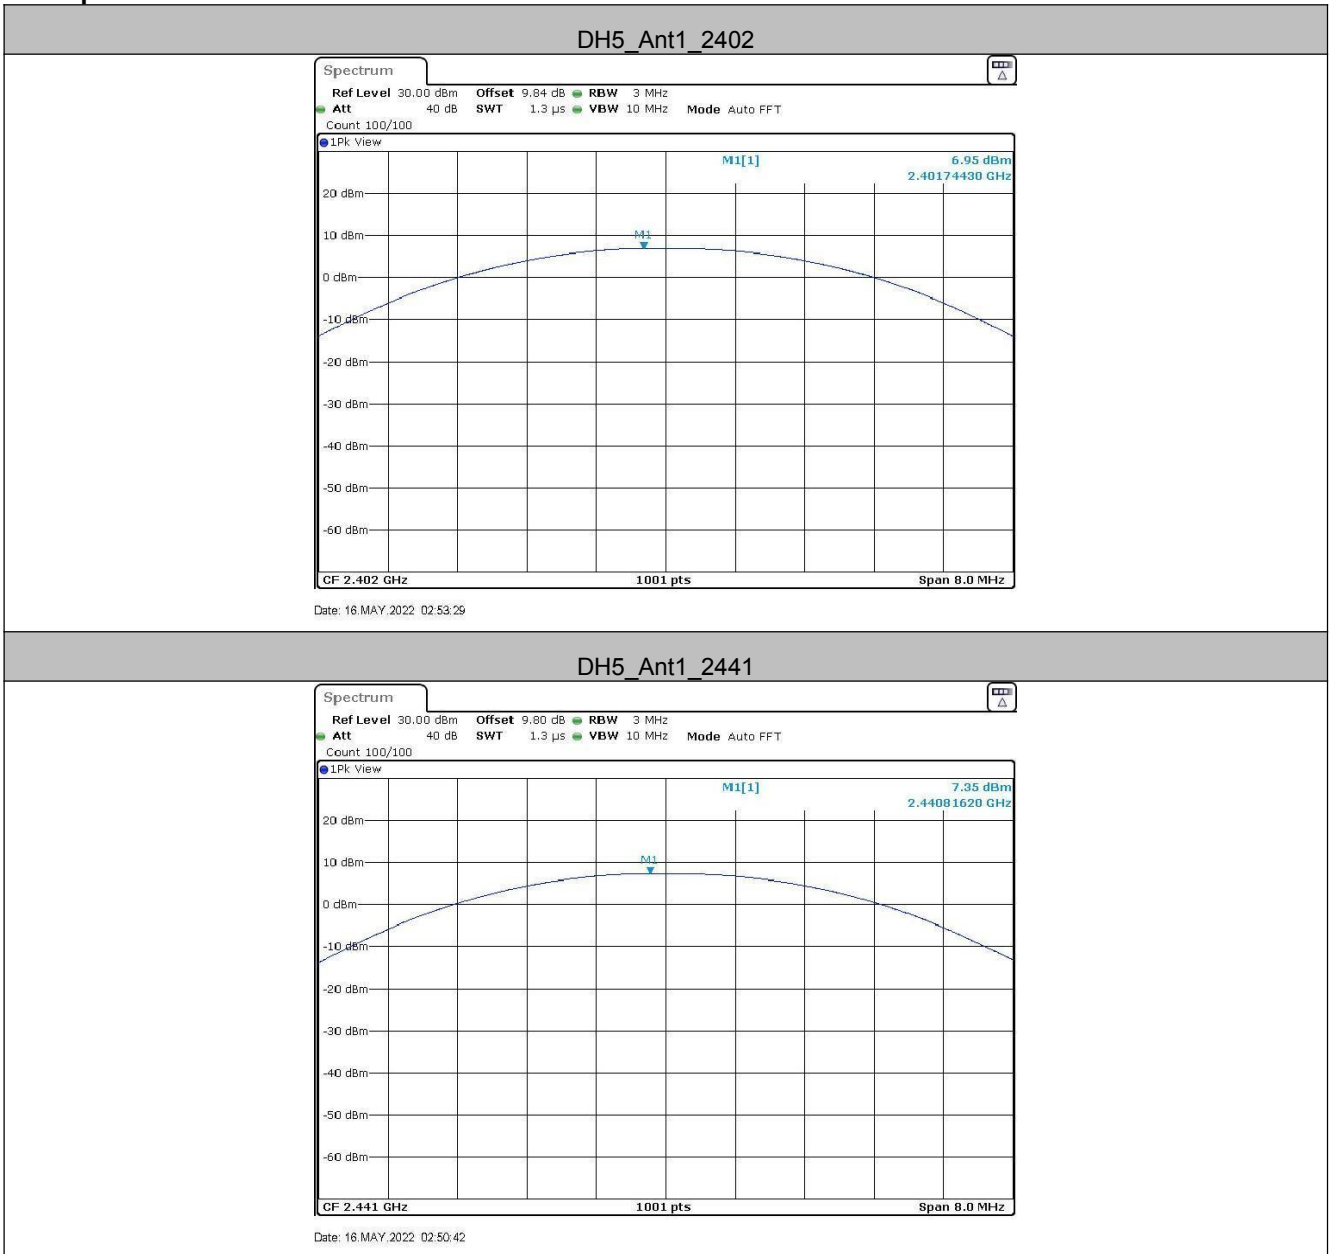 DH5_Ant1_2402
Spectrum
Ref Level 30.00 dBm Offset 9.84 dB RBW 3 MHz
Att 40 dB SWT 1.3 µs VBW 10 MHz Mode Auto FFT
Count 100/100
1Pk View
M1[1] 6.95 dBm
2.40174430 GHz
20 dBm
M1
10 dBm
0 dBm
-10 dBm
-20 dBm
-30 dBm
-40 dBm
-50 dBm
-60 dBm
CF 2.402 GHz 1001 pts Span 8.0 MHz
Date: 16.MAY.2022 02:53:29
DH5_Ant1_2441
Spectrum
Ref Level 30.00 dBm Offset 9.80 dB RBW 3 MHz
Att 40 dB SWT 1.3 µs VBW 10 MHz Mode Auto FFT
Count 100/100
1Pk View
M1[1] 7.35 dBm
2.44081620 GHz
20 dBm
M1
10 dBm
0 dBm
-10 dBm
-20 dBm
-30 dBm
-40 dBm
-50 dBm
-60 dBm
CF 2.441 GHz 1001 pts Span 8.0 MHz
Date: 16.MAY.2022 02:50:42